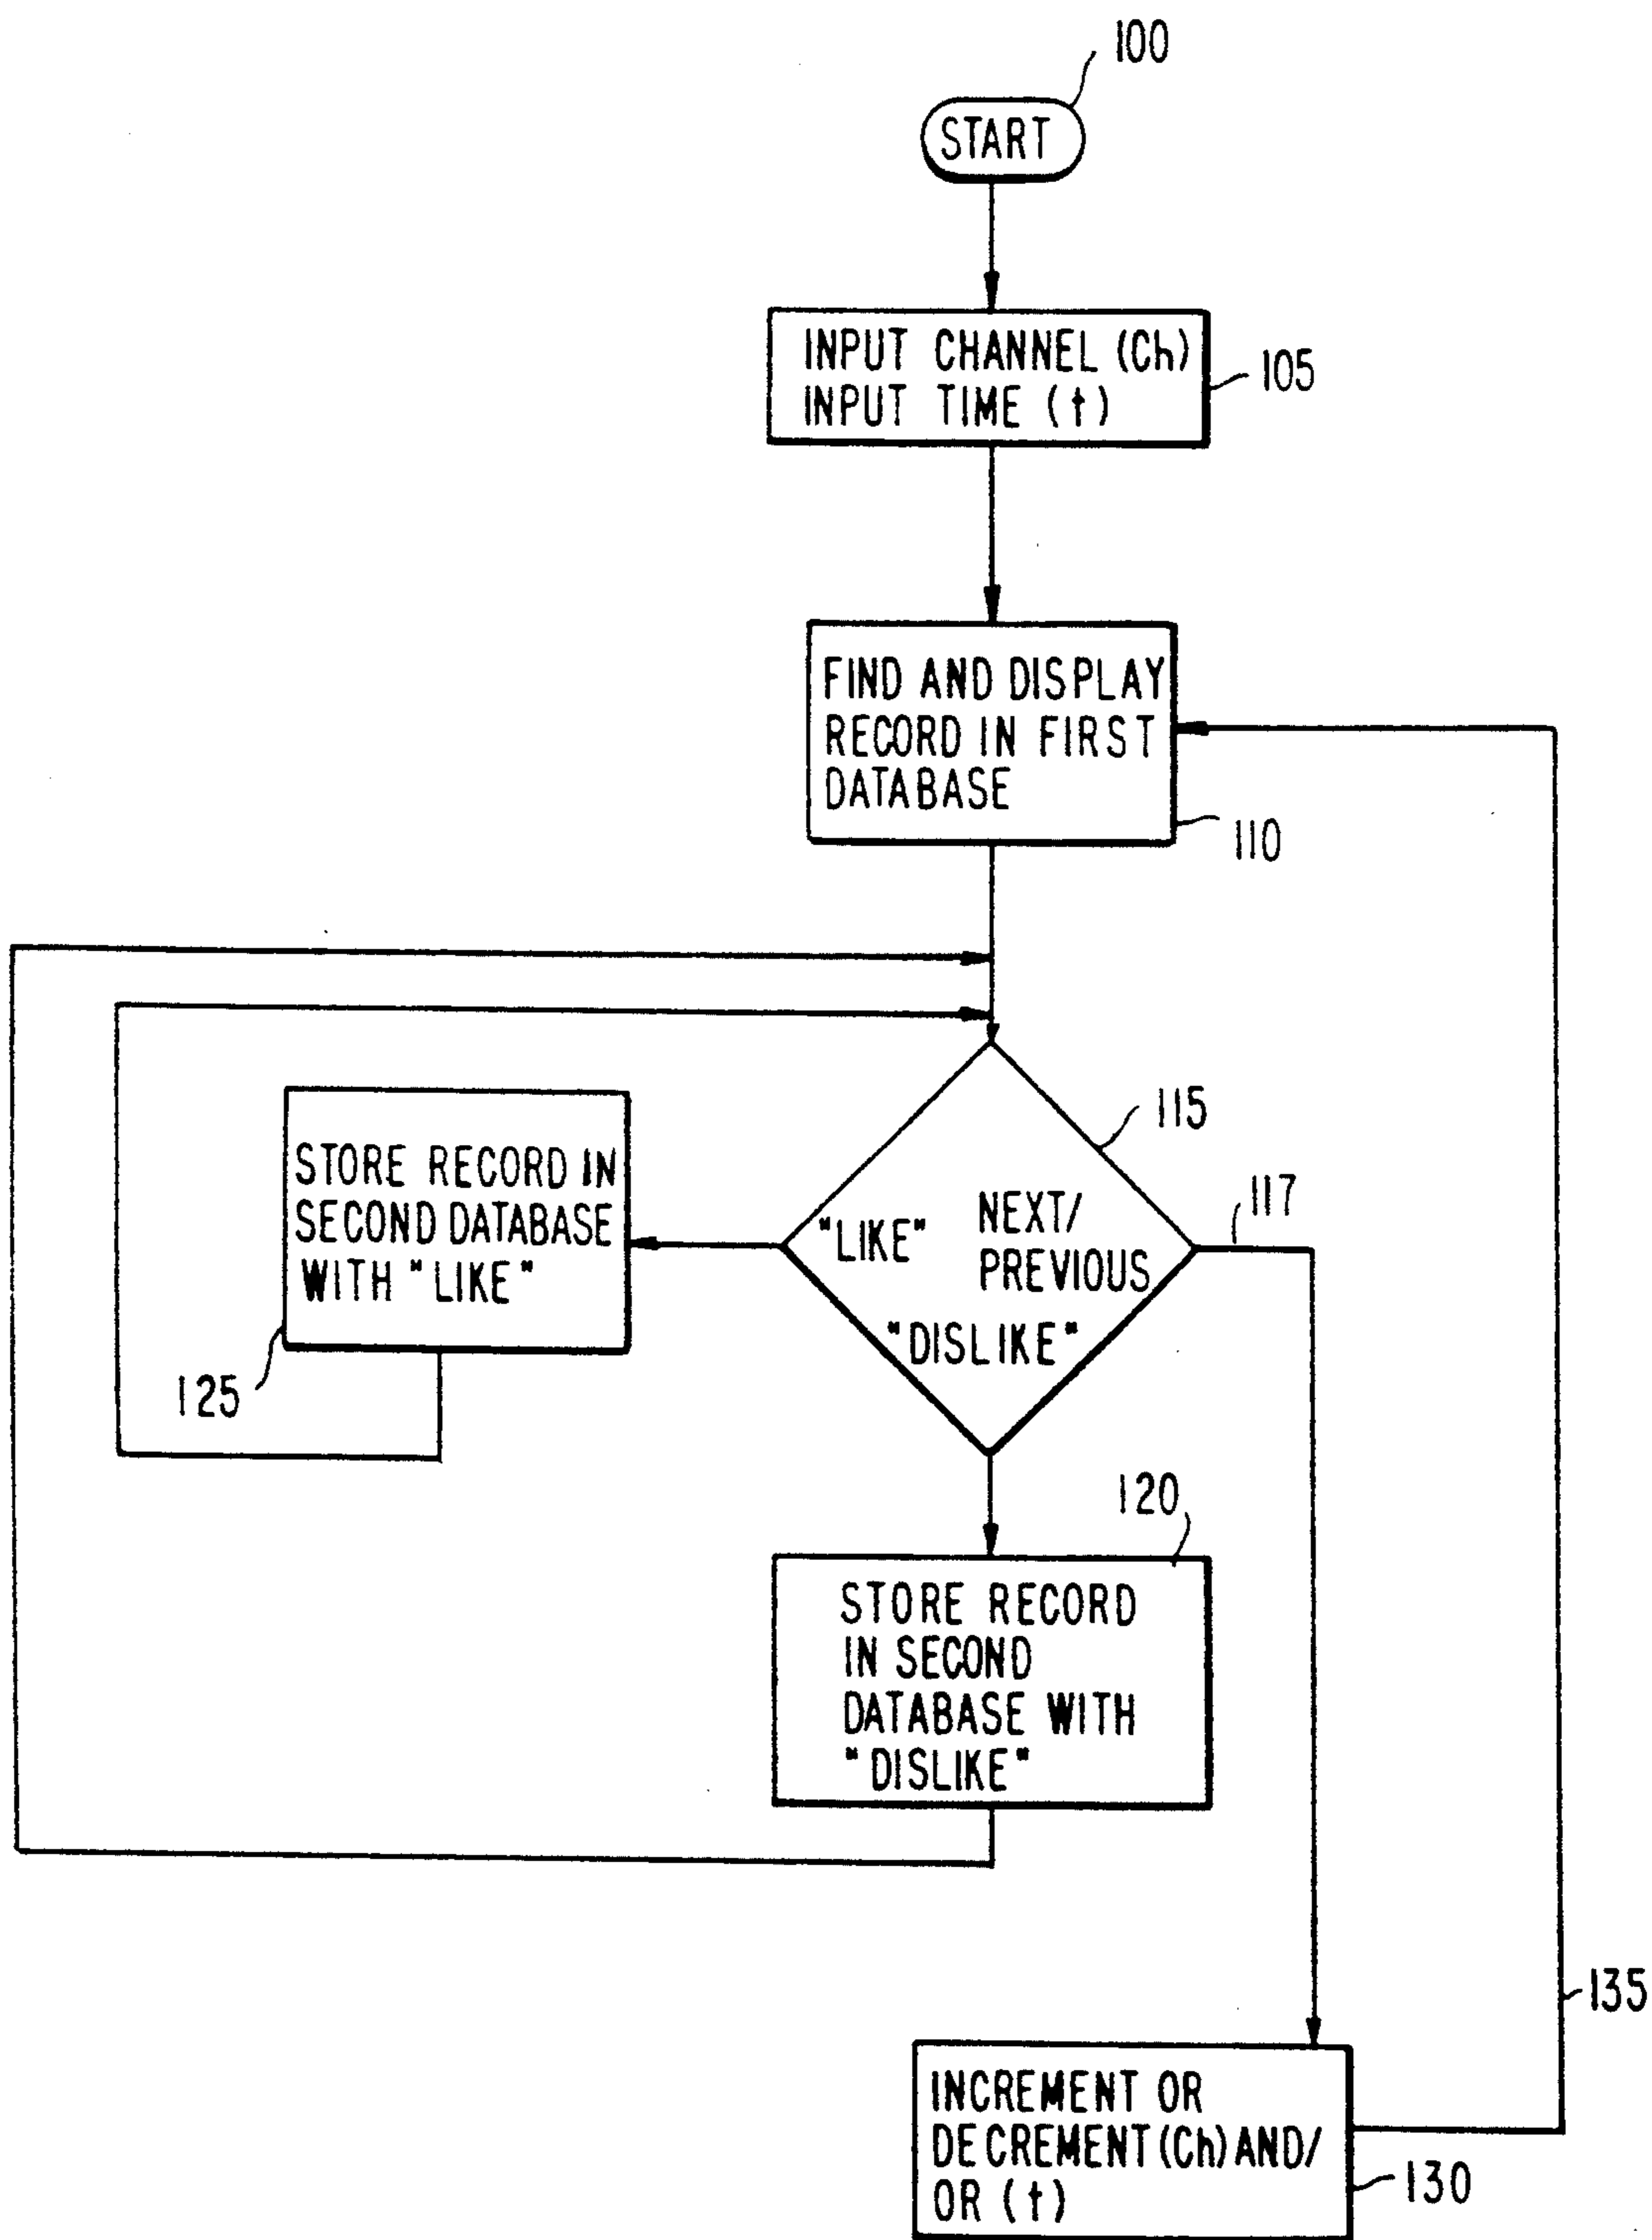 100
START
INPUT CHANNEL (Ch)
INPUT TIME (t)
105
FIND AND DISPLAY
RECORD IN FIRST
DATABASE
110
115
117
STORE RECORD IN
SECOND DATABASE
WITH "LIKE"
125
"LIKE"
NEXT/
PREVIOUS
"DISLIKE"
120
STORE RECORD
IN SECOND
DATABASE WITH
"DISLIKE"
135
INCREMENT OR
DECREMENT (Ch) AND/
OR (t)
130